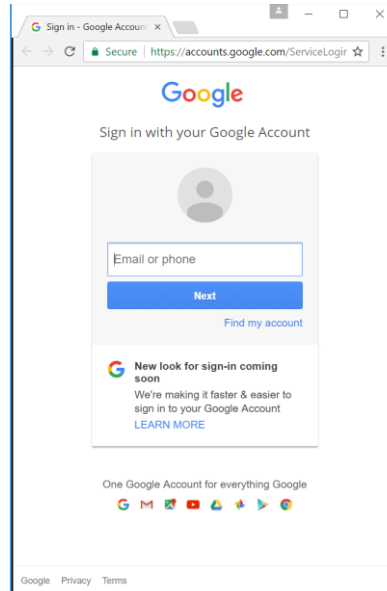 Sign in - Google Accoun
Secure | https://accounts.google.com/ServiceLogir
Google
Sign in with your Google Account
Email or phone
Next
Find my account
New look for sign-in coming
soon
We're making it faster & easier to
sign in to your Google Account
LEARN MORE
One Google Account for everything Google
Google Privacy Terms